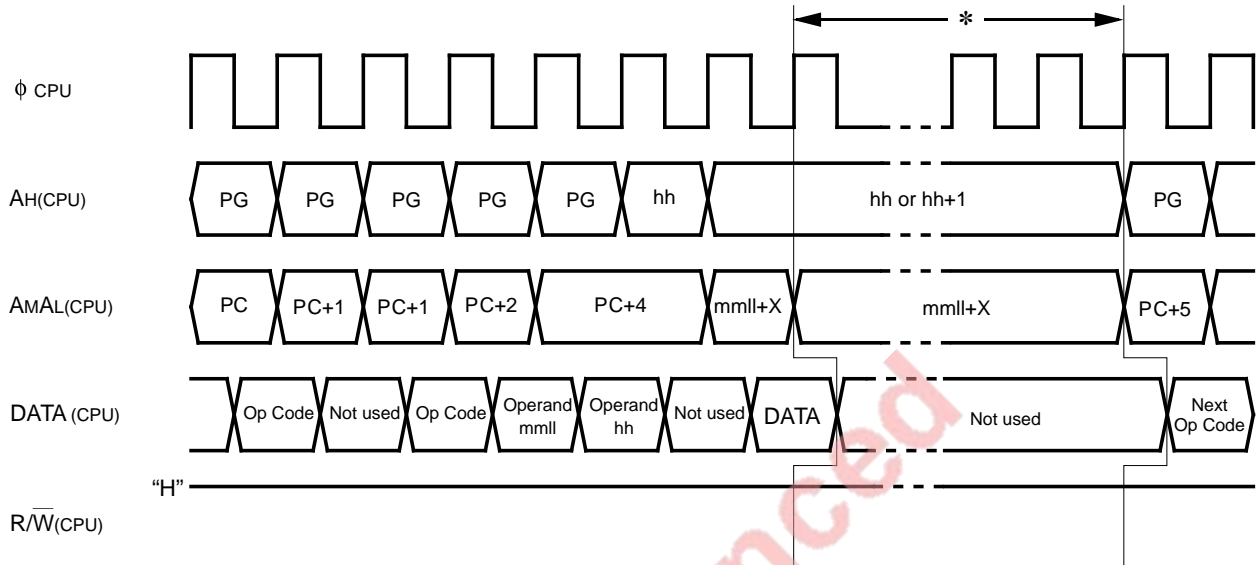 *
ϕ CPU
AH(CPU) PG PG PG PG PG hh hh or hh+1 PG
AMAL(CPU) PC PC+1 PC+1 PC+2 PC+4 mmll+X mmll+X PC+5
DATA (CPU) Op Code Not used Op Code Operand mmll Operand hh Not used DATA Not used Next Op Code
“H”
R/W̅(CPU)